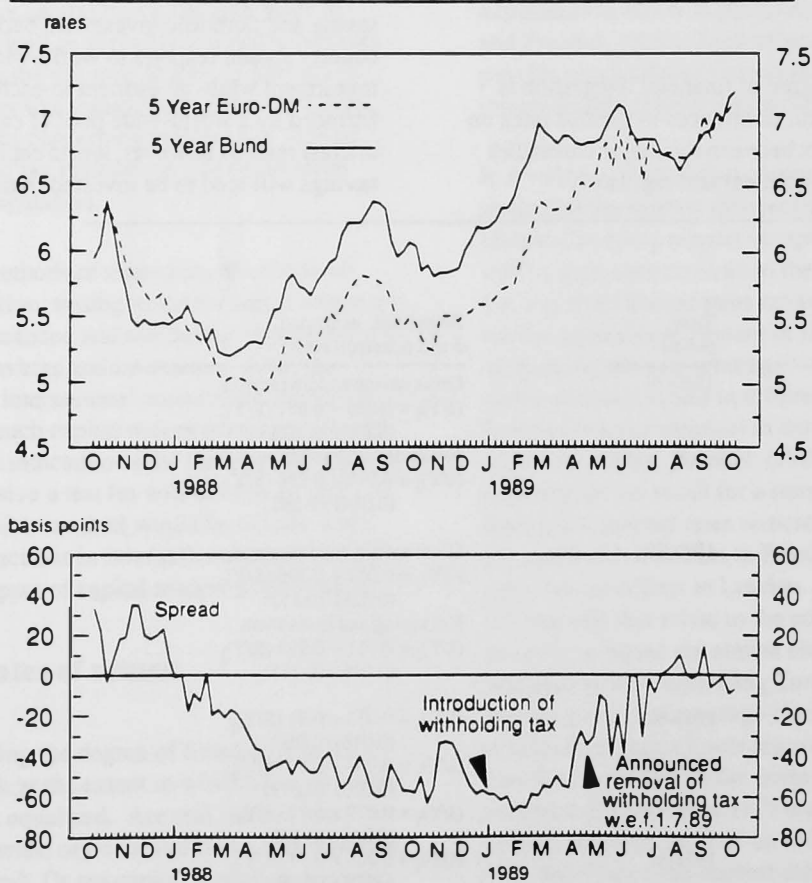 rates
7.5 7.5
7 7
6.5 6.5
6 6
5.5 5.5
5 5
4.5 4.5
5 Year Euro-DM
5 Year Bund
O N D J F M A M J J A S O N D J F M A M J J A S O
1988 1989
basis points
60 60
40 40
20 20
0 0
-20 -20
-40 -40
-60 -60
-80 -80
Spread
Introduction of
withholding tax
Announced
removal of
withholding tax
w.e.f.1.7.89
O N D J F M A M J J A S O N D J F M A M J J A S O
1988 1989